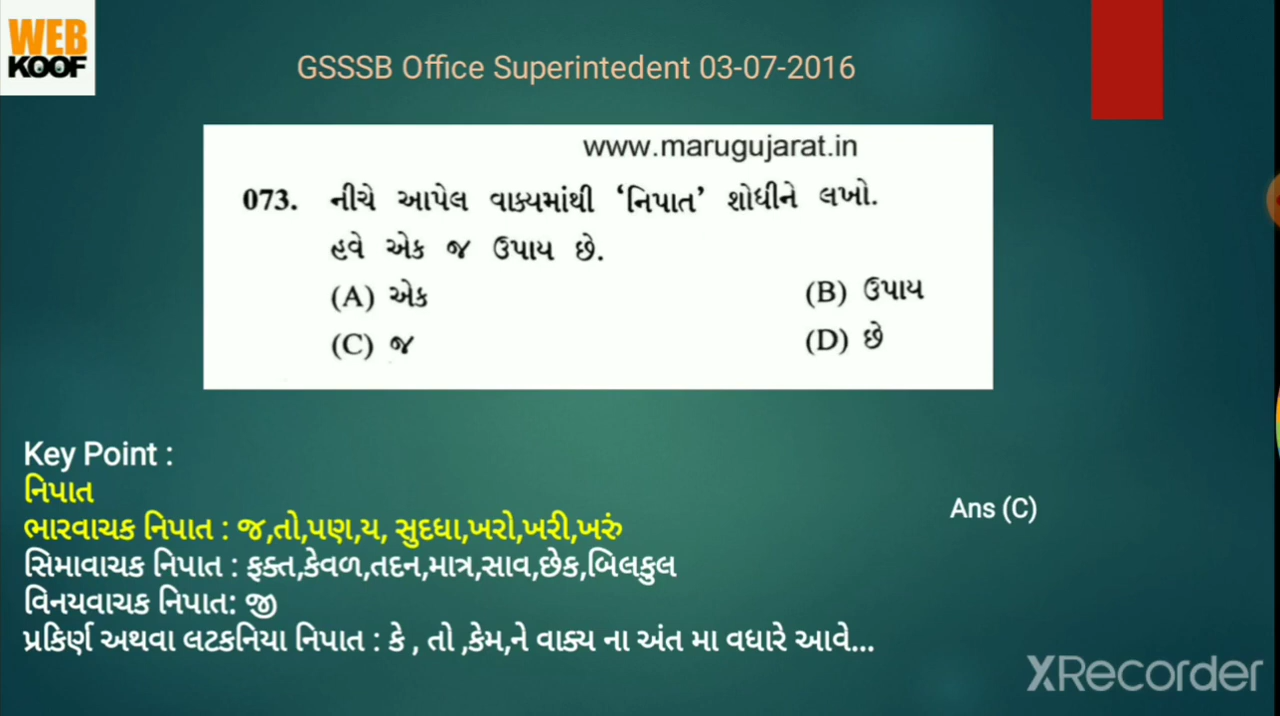 WEB
KOOF
GSSSB Office Superintedent 03-07-2016
www.marugujarat.in
073. નીચે આપેલ વાક્યમાંથી ‘નિપાત’ શોધીને લખો.
હવે એક જ ઉપાય છે.
(A) એક (B) ઉપાય
(C) જ (D) છે
Key Point :
નિપાત
Ans (C)
ભારવાચક નિપાત : જ,તો,પણ,ય, સુદધા,ખરો,ખરી,ખરું
સિમાવાચક નિપાત : ફક્ત,કેવળ,તદન,માત્ર,સાવ,છેક,બિલકુલ
વિનયવાચક નિપાત: જી
પ્રકિર્ણ અથવા લટકનિયા નિપાત : કે , તો ,કેમ,ને વાક્ય ના અંત મા વધારે આવે...
XRecorder